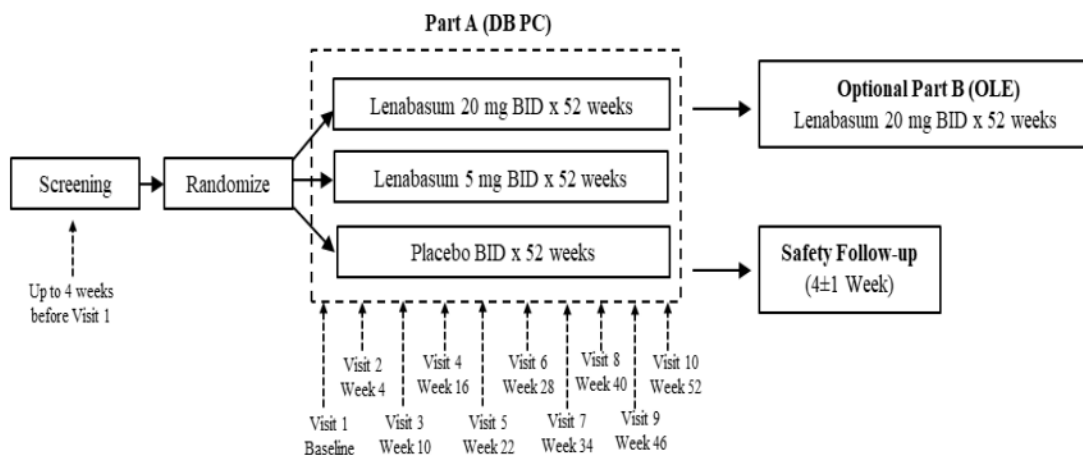 Part A (DB PC)
Screening
Randomize
Lenabasum 20 mg BID x 52 weeks
Lenabasum 5 mg BID x 52 weeks
Placebo BID x 52 weeks
Optional Part B (OLE)
Lenabasum 20 mg BID x 52 weeks
Safety Follow-up
(4±1 Week)
Up to 4 weeks
before Visit 1
Visit 1
Baseline
Visit 2
Week 4
Visit 3
Week 10
Visit 4
Week 16
Visit 5
Week 22
Visit 6
Week 28
Visit 7
Week 34
Visit 8
Week 40
Visit 9
Week 46
Visit 10
Week 52